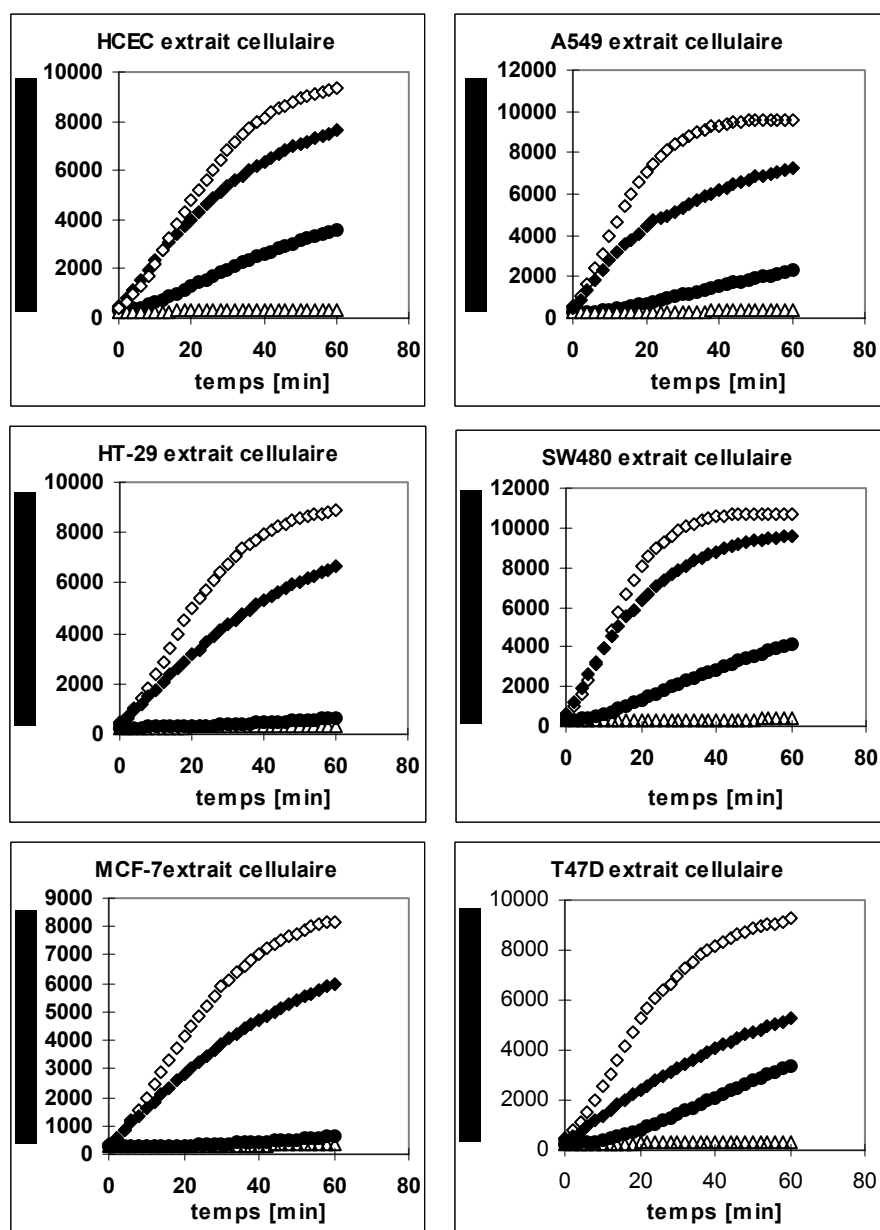 HCEC extrait cellulaire
10000
8000
6000
4000
2000
0
0 20 40 60 80
temps [min]
A549 extrait cellulaire
12000
10000
8000
6000
4000
2000
0
0 20 40 60 80
temps [min]
HT-29 extrait cellulaire
10000
8000
6000
4000
2000
0
0 20 40 60 80
temps [min]
SW480 extrait cellulaire
12000
10000
8000
6000
4000
2000
0
0 20 40 60 80
temps [min]
MCF-7extrait cellulaire
9000
8000
7000
6000
5000
4000
3000
2000
1000
0
0 20 40 60 80
temps [min]
T47D extrait cellulaire
10000
8000
6000
4000
2000
0
0 20 40 60 80
temps [min]